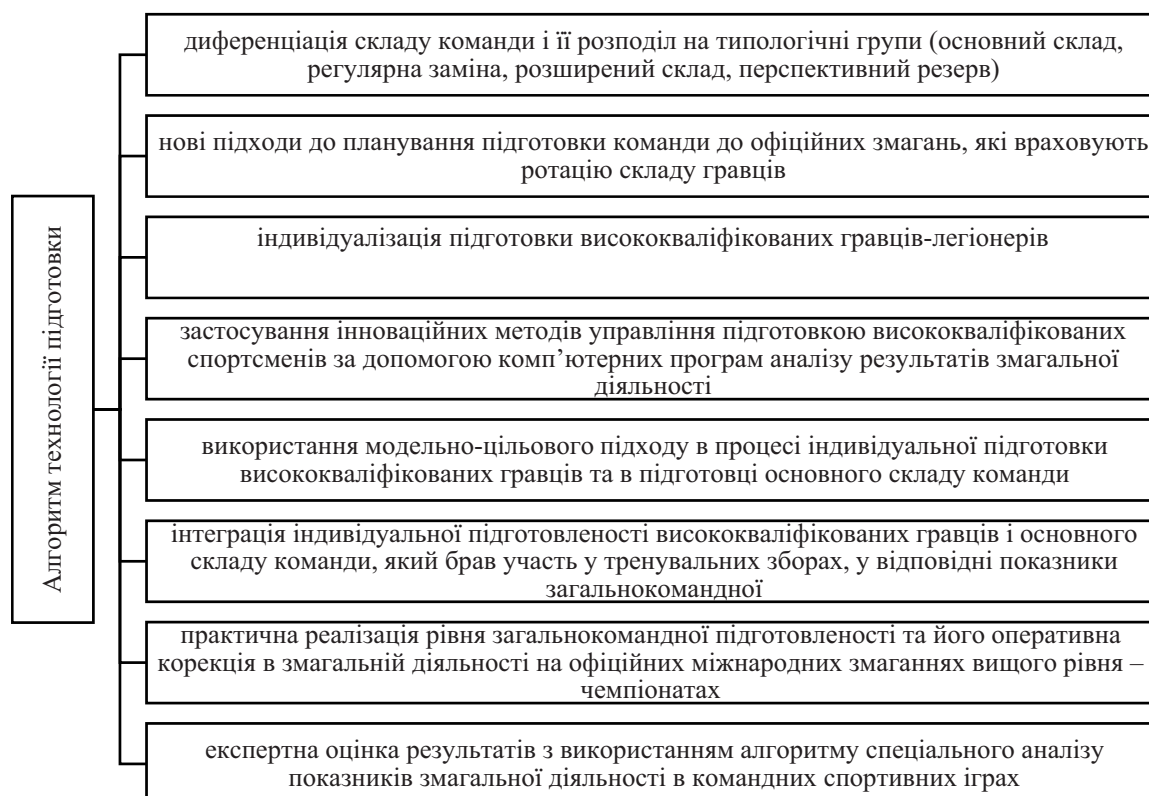 Алгоритм технології підготовки
диференціація складу команди і її розподіл на типологічні групи (основний склад,
регулярна заміна, розширений склад, перспективний резерв)
нові підходи до планування підготовки команди до офіційних змагань, які враховують
ротацію складу гравців
індивідуалізація підготовки висококваліфікованих гравців-легіонерів
застосування інноваційних методів управління підготовкою висококваліфікованих
спортсменів за допомогою комп’ютерних програм аналізу результатів змагальної
діяльності
використання модельно-цільового підходу в процесі індивідуальної підготовки
висококваліфікованих гравців та в підготовці основного складу команди
інтеграція індивідуальної підготовленості висококваліфікованих гравців і основного
складу команди, який брав участь у тренувальних зборах, у відповідні показники
загальнокомандної
практична реалізація рівня загальнокомандної підготовленості та його оперативна
корекція в змагальній діяльності на офіційних міжнародних змаганнях вищого рівня –
чемпіонатах
експертна оцінка результатів з використанням алгоритму спеціального аналізу
показників змагальної діяльності в командних спортивних іграх